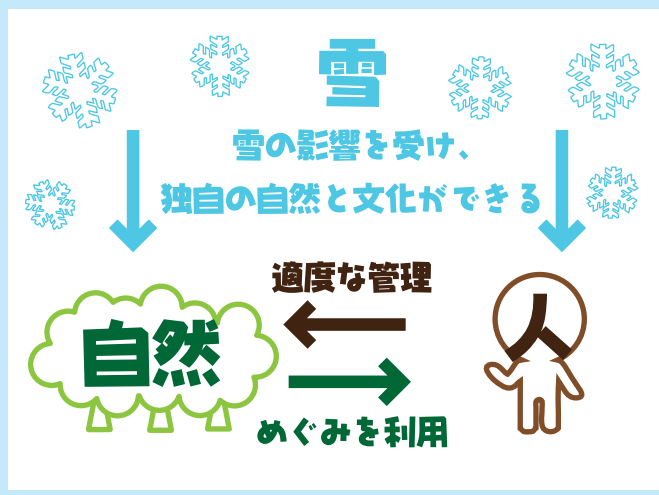 雪
雪の影響を受け、
独自の自然と文化ができる
適度な管理
自然
人
めぐみを利用